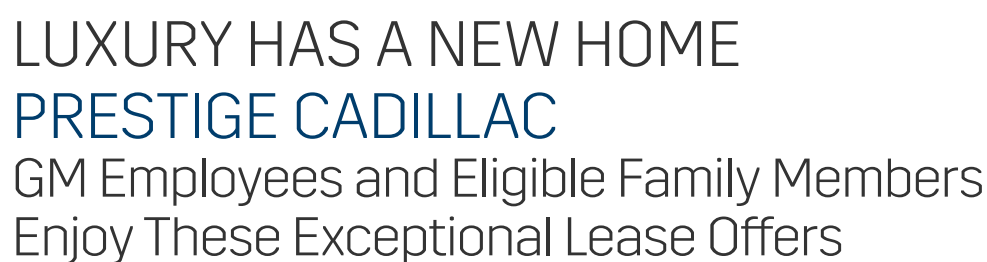 LUXURY HAS A NEW HOME
PRESTIGE CADILLAC
GM Employees and Eligible Family Members
Enjoy These Exceptional Lease Offers